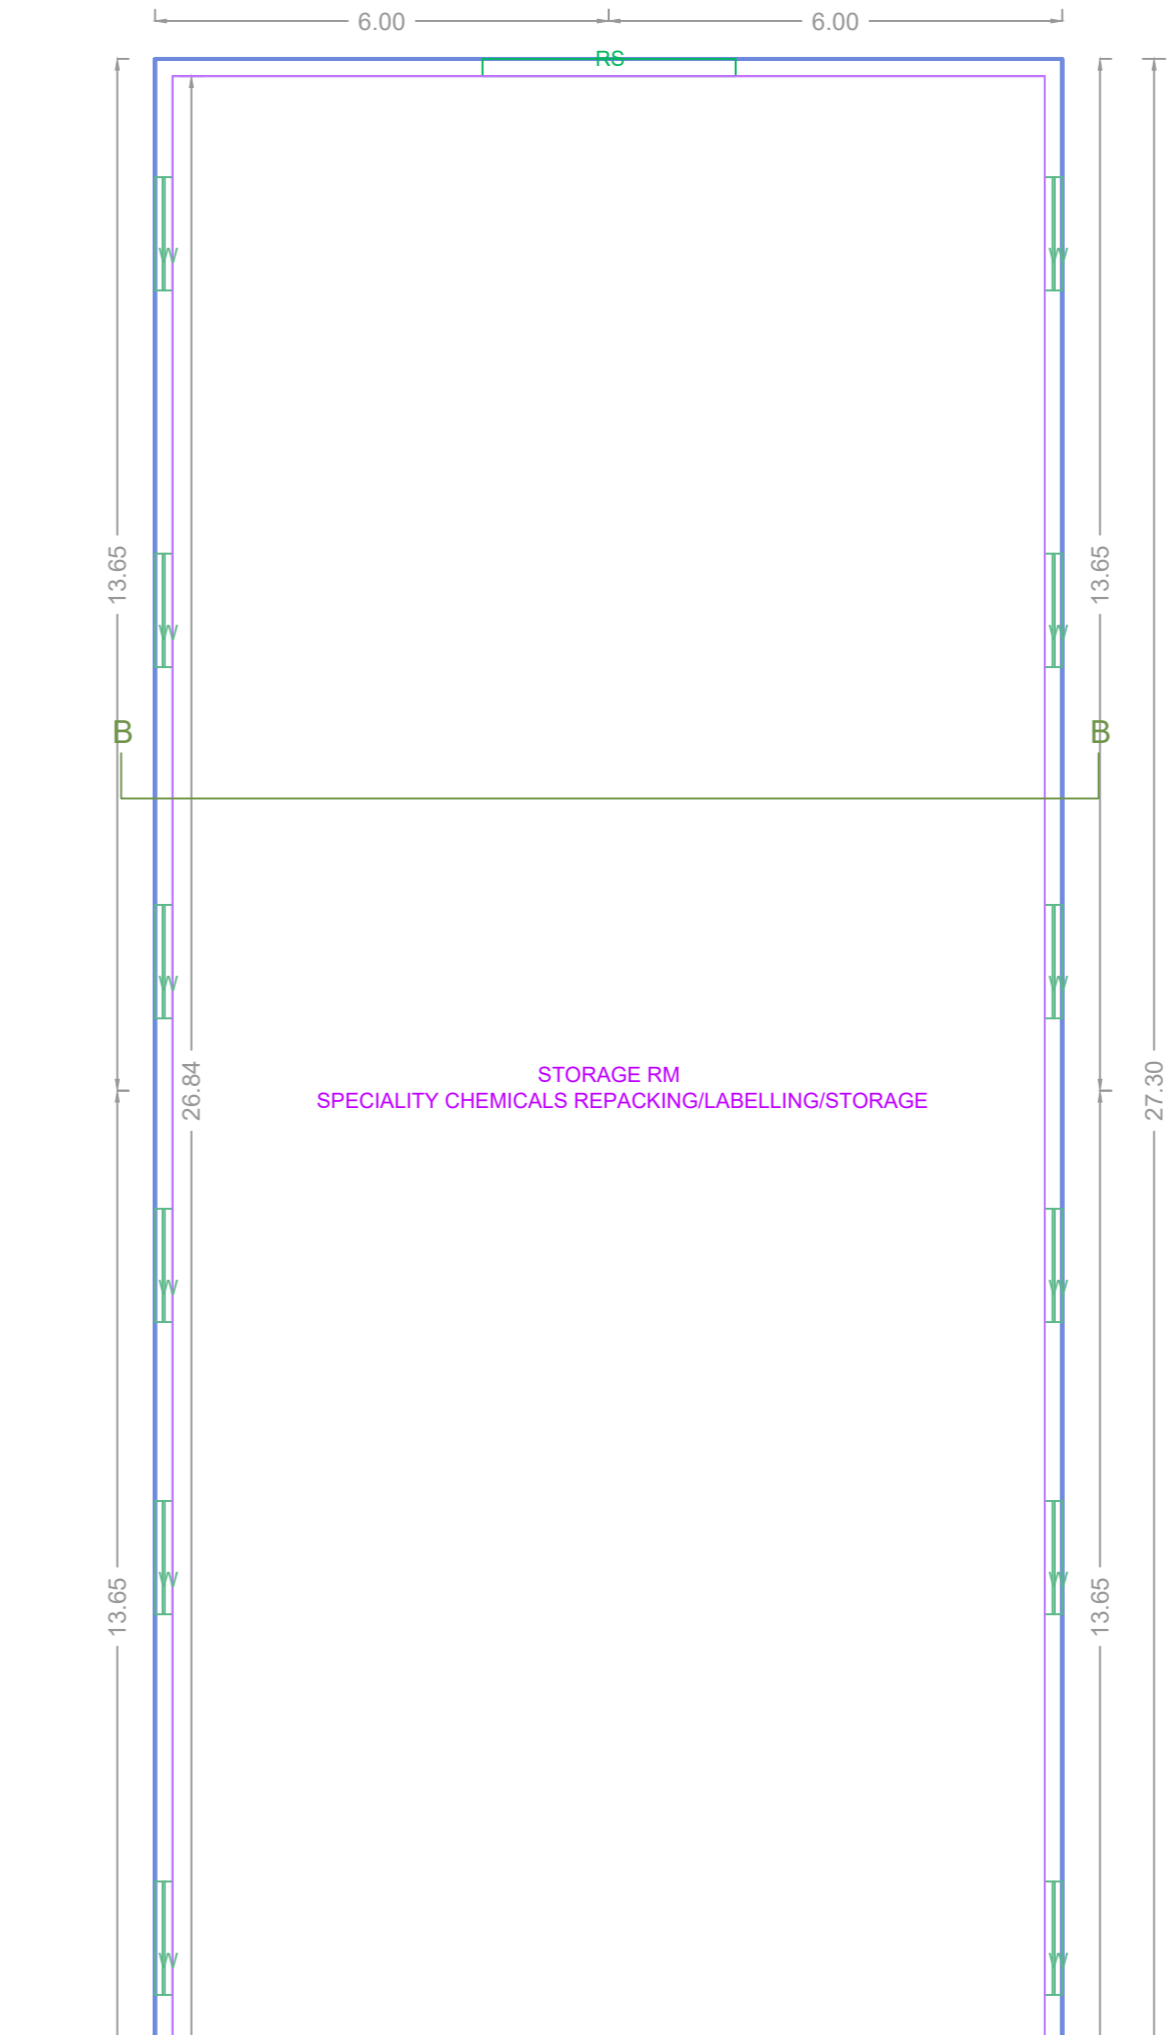 6.00 6.00
RS
W W
13.65 13.65
W W
B B
W W
26.84 27.30
STORAGE RM
SPECIALITY CHEMICALS REPACKING/LABELLING/STORAGE
W W
W W
13.65 13.65
W W